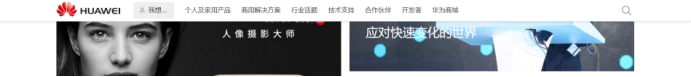 HUAWEI 我想... 个人及家用产品 商用解决方案 行业话题 技术支持 合作伙伴 开发者 华为商城
人像摄影大师
应对快速变化的世界